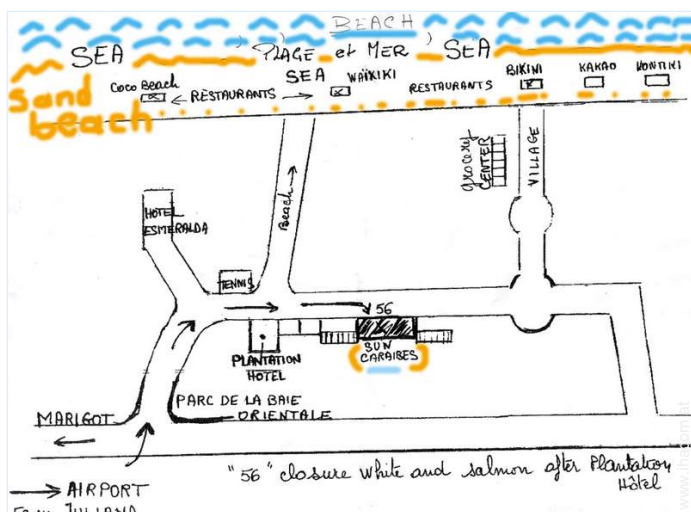 BEACH
SEA PLAGE et MER SEA
SEA
Coco Beach
RESTAURANTS
WAÏKIKI
RESTAURANTS
BIKINI
KAKAO
KONTIKI
Sand
beach
grocery
CENTER
VILLAGE
HOTEL
ESMERALDA
Beach
TENNIS
56
PLANTATION
HOTEL
SUN
CARAIBES
PARC DE LA BAIE
ORIENTALE
MARIGOT
"56" closure White and salmon after Plantation
Hôtel
AIRPORT